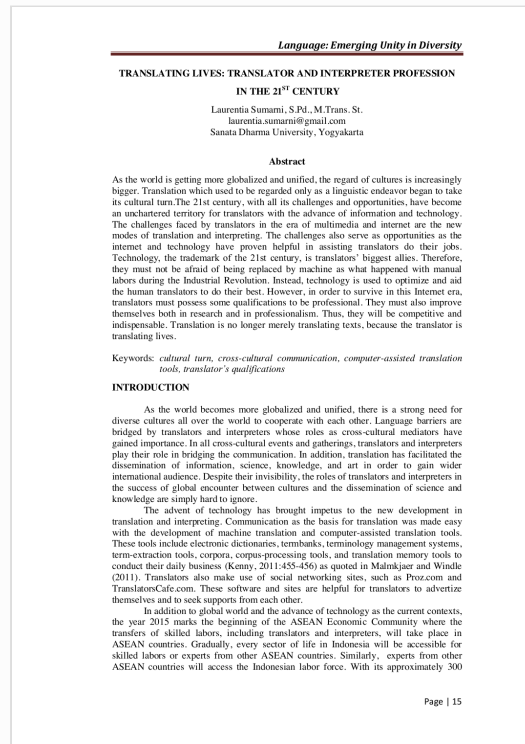 Language: Emerging Unity in Diversity
TRANSLATING LIVES: TRANSLATOR AND INTERPRETER PROFESSION
IN THE 21ST CENTURY
Laurentia Sumarni, S.Pd., M.Trans. St.
laurentia.sumarni@gmail.com
Sanata Dharma University, Yogyakarta
Abstract
As the world is getting more globalized and unified, the regard of cultures is increasingly
bigger. Translation which used to be regarded only as a linguistic endeavor began to take
its cultural turn.The 21st century, with all its challenges and opportunities, have become
an unchartered territory for translators with the advance of information and technology.
The challenges faced by translators in the era of multimedia and internet are the new
modes of translation and interpreting. The challenges also serve as opportunities as the
internet and technology have proven helpful in assisting translators do their jobs.
Technology, the trademark of the 21st century, is translators' biggest allies. Therefore,
they must not be afraid of being replaced by machine as what happened with manual
labors during the Industrial Revolution. Instead, technology is used to optimize and aid
the human translators to do their best. However, in order to survive in this Internet era,
translators must possess some qualifications to be professional. They must also improve
themselves both in research and in professionalism. Thus, they will be competitive and
indispensable. Translation is no longer merely translating texts, because the translator is
translating lives.
Keywords: cultural turn, cross-cultural communication, computer-assisted translation
tools, translator's qualifications
INTRODUCTION
As the world becomes more globalized and unified, there is a strong need for
diverse cultures all over the world to cooperate with each other. Language barriers are
bridged by translators and interpreters whose roles as cross-cultural mediators have
gained importance. In all cross-cultural events and gatherings, translators and interpreters
play their role in bridging the communication. In addition, translation has facilitated the
dissemination of information, science, knowledge, and art in order to gain wider
international audience. Despite their invisibility, the roles of translators and interpreters in
the success of global encounter between cultures and the dissemination of science and
knowledge are simply hard to ignore.
The advent of technology has brought impetus to the new development in
translation and interpreting. Communication as the basis for translation was made easy
with the development of machine translation and computer-assisted translation tools.
These tools include electronic dictionaries, termbanks, terminology management systems,
term-extraction tools, corpora, corpus-processing tools, and translation memory tools to
conduct their daily business (Kenny, 2011:455-456) as quoted in Malmkjaer and Windle
(2011). Translators also make use of social networking sites, such as Proz.com and
TranslatorsCafe.com. These software and sites are helpful for translators to advertize
themselves and to seek supports from each other.
In addition to global world and the advance of technology as the current contexts,
the year 2015 marks the beginning of the ASEAN Economic Community where the
transfers of skilled labors, including translators and interpreters, will take place in
ASEAN countries. Gradually, every sector of life in Indonesia will be accessible for
skilled labors or experts from other ASEAN countries. Similarly, experts from other
ASEAN countries will access the Indonesian labor force. With its approximately 300
Page | 15